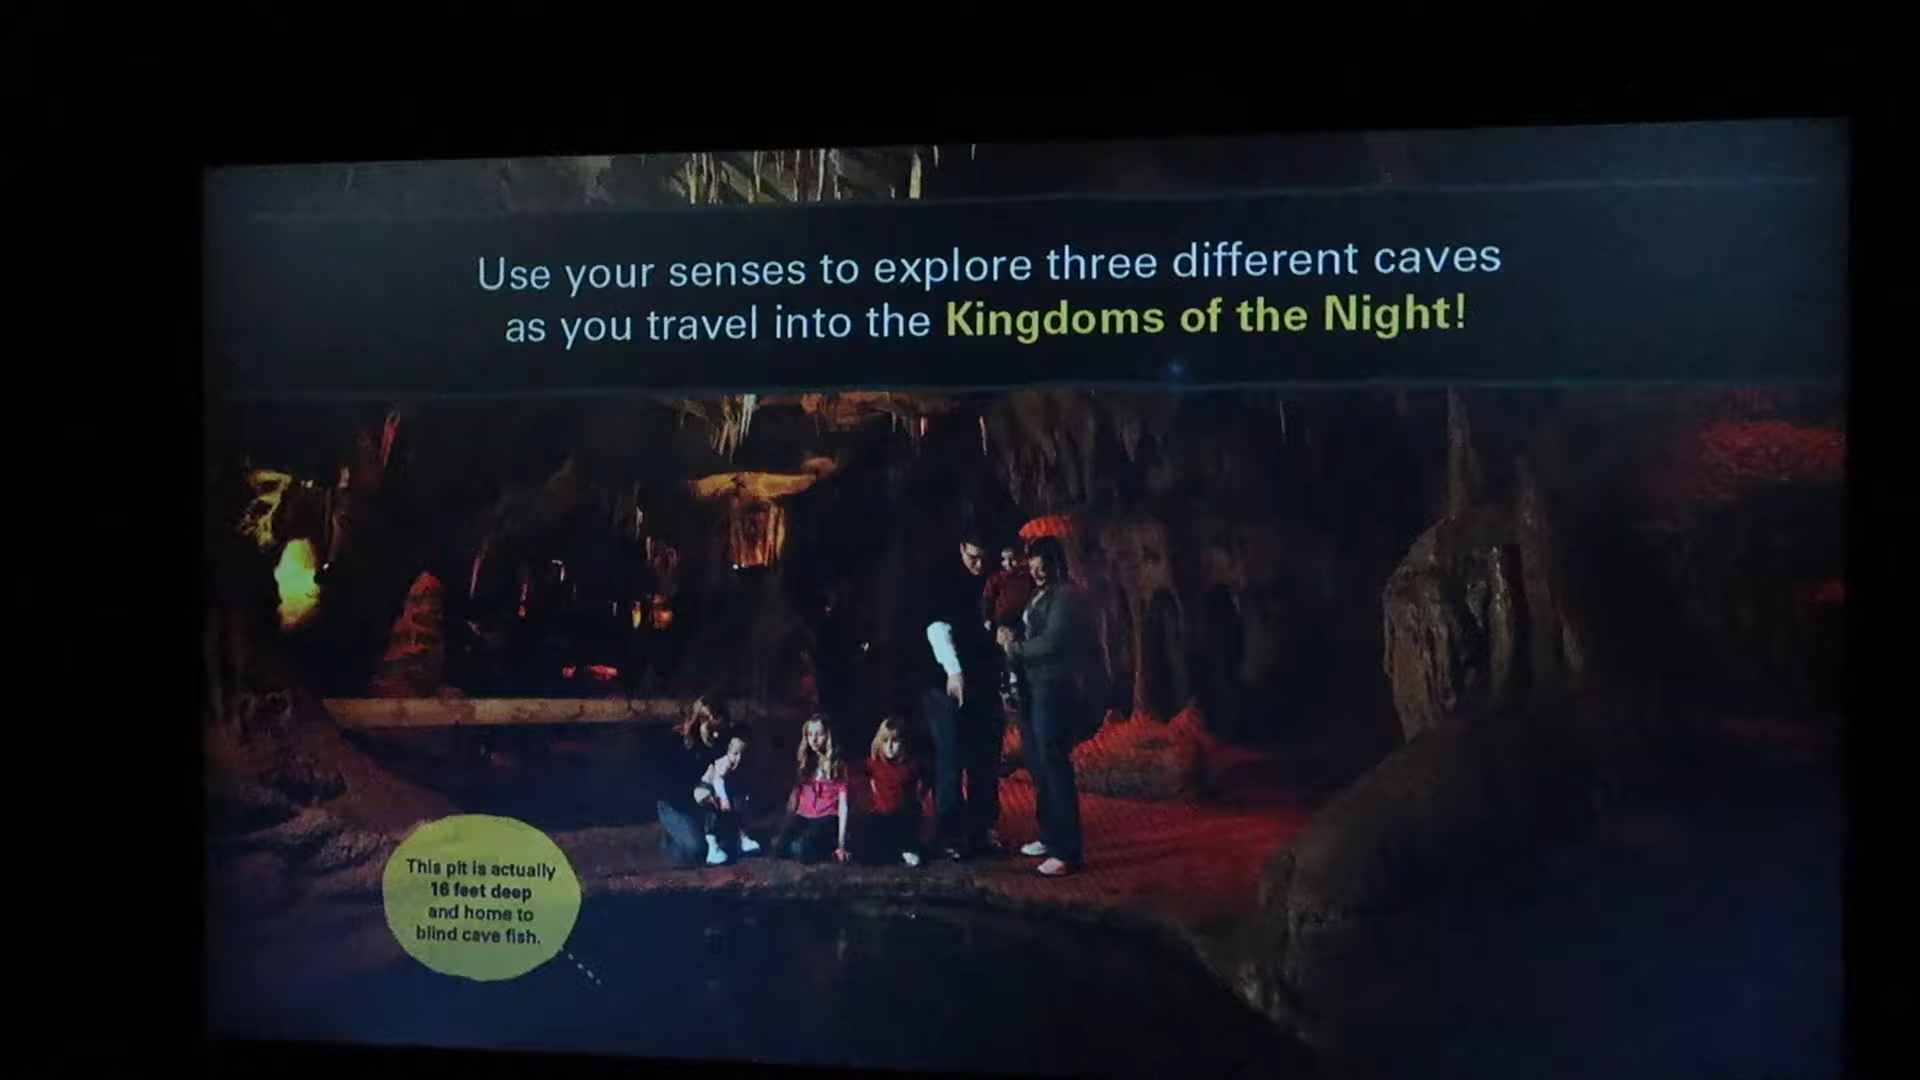 Use your senses to explore three different caves
as you travel into the Kingdoms of the Night!
This pit is actually
16 feet deep
and home to
blind cave fish.